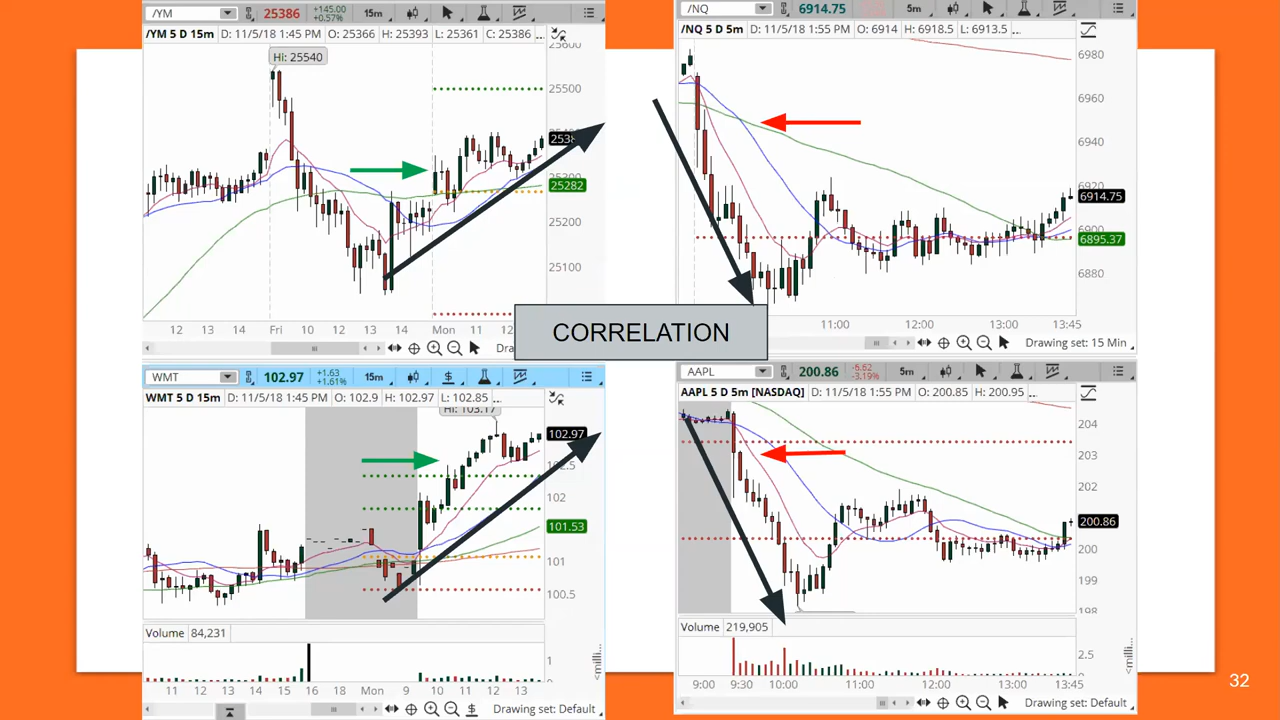 /YM 25386 +145.00 +0.57% 15m
/YM 5 D 15m D: 11/5/18 1:45 PM O: 25366 H: 25393 L: 25361 C: 25386
Hi: 25540
25600
25500
25282
25200
25100
12 13 14 Fri 10 12 13 14 Mon 11 12
/NQ 6914.75 5m
/NQ 5 D 5m D: 11/5/18 1:55 PM O: 6914 H: 6918.5 L: 6913.5 ...
6980
6960
6940
6920
6914.75
6900
6895.37
6880
11:00 12:00 13:00 13:45
Drawing set: 15 Min
CORRELATION
WMT 102.97 +1.63 +1.61% 15m
WMT 5 D 15m D: 11/5/18 1:45 PM O: 102.9 H: 102.97 L: 102.85 ...
Hi: 103.17
102.97
102
101.53
101
100.5
Volume 84,231
1
0
<milli...
11 12 13 14 15 16 18 Mon 9 10 11 12 13
Drawing set: Default
AAPL 200.86 -6.62 -3.19% 5m
AAPL 5 D 5m [NASDAQ] D: 11/5/18 1:55 PM O: 200.85 H: 200.95 ...
204
203
202
200.86
200
199
198
Volume 219,905
2.5
0.0
<milli...
9:00 9:30 10:00 11:00 12:00 13:00 13:45
Drawing set: Default
32